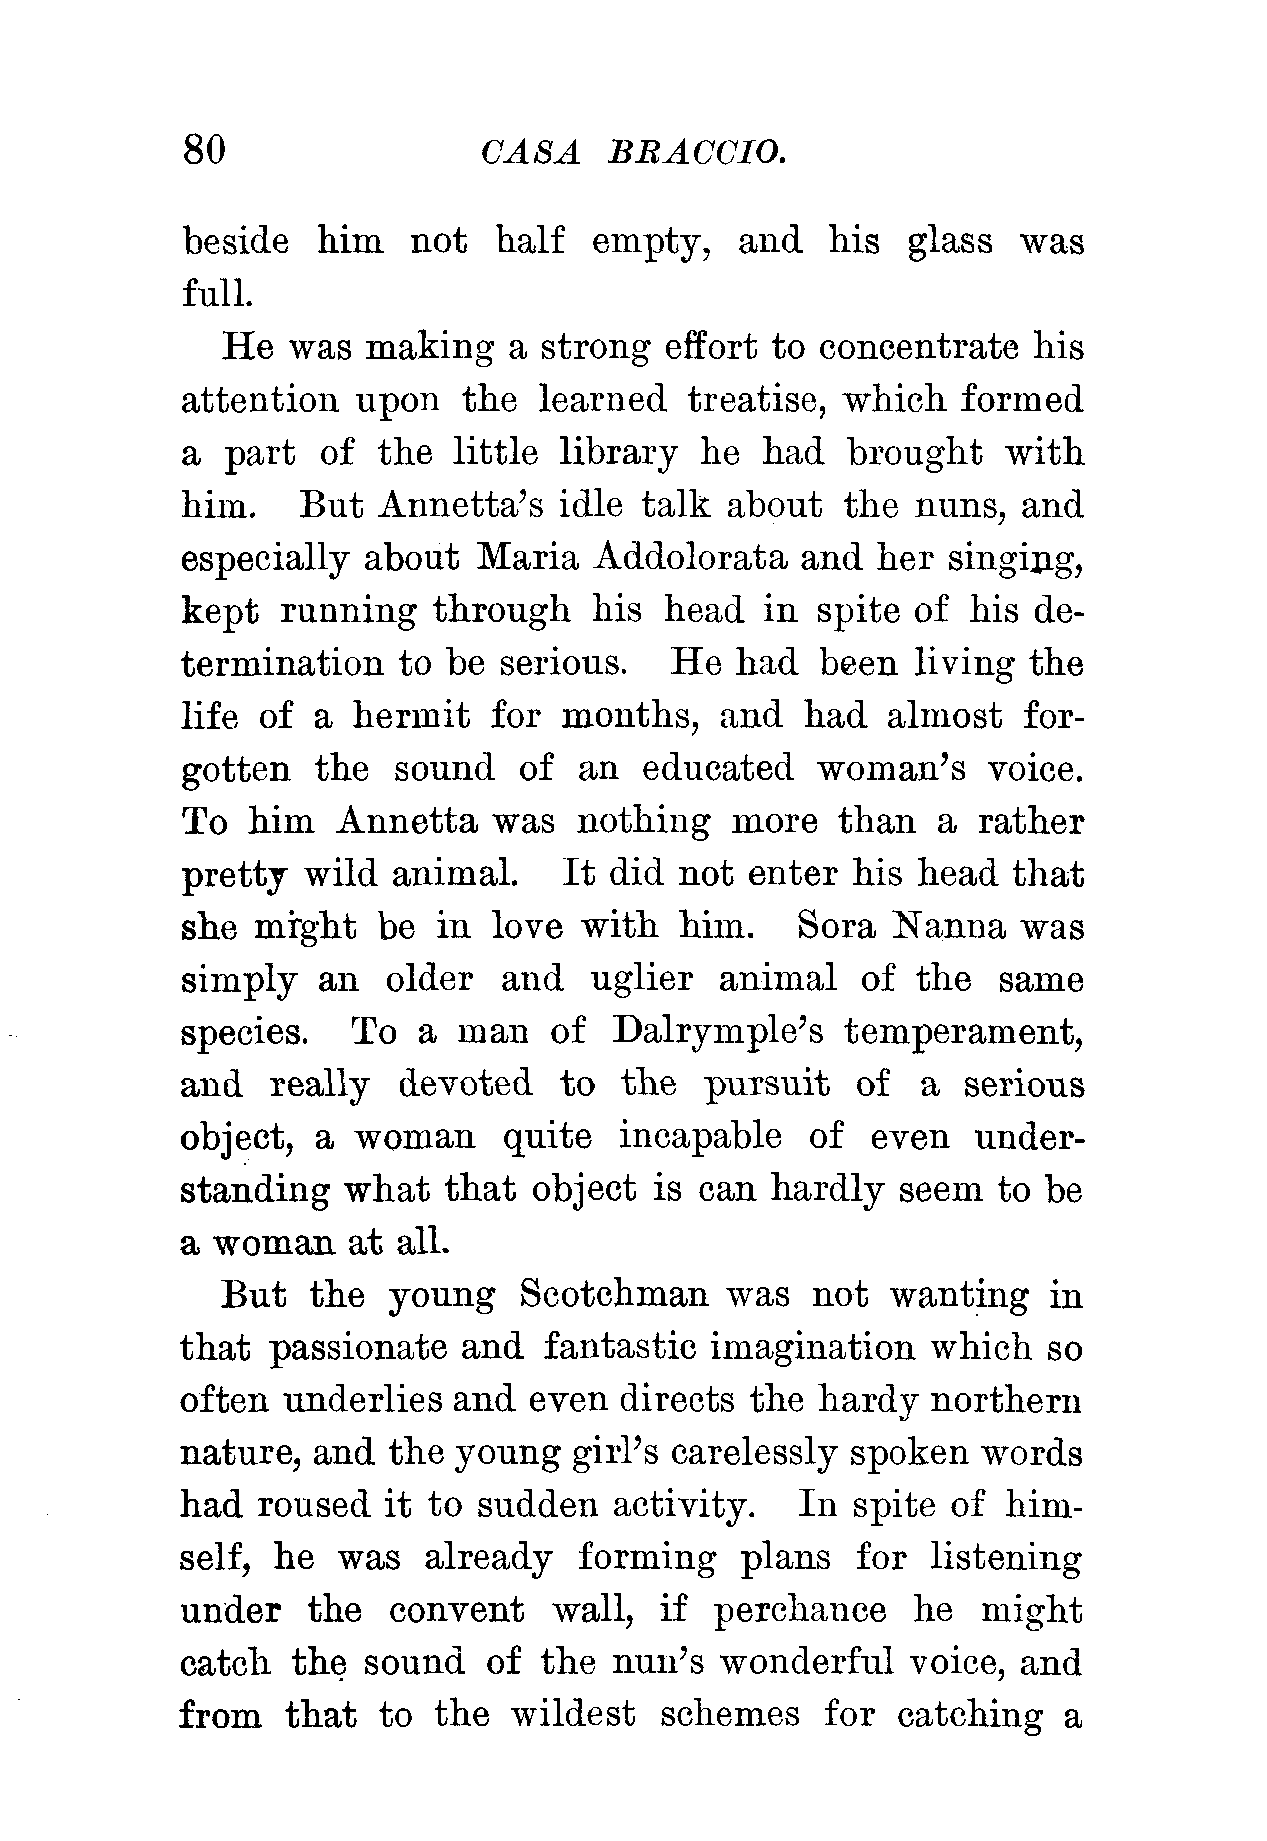 80 CASA BRACCIO.
beside him not half empty, and his glass was
full.
He was making a strong effort to concentrate his
attention upon the learned treatise, which formed
a part of the little library he had brought with
him. But Annetta's idle talk about the nuns, and
especially about Maria Addolorata and her singing,
kept running through his head in spite of his de-
termination to be serious. He had been living the
life of a hermit for months, and had almost for-
gotten the sound of an educated woman's voice.
To him Annetta was nothing more than a rather
pretty wild animal. It did not enter his head that
she might be in love with him. Sora Nanna was
simply an older and uglier animal of the same
species. To a man of Dalrymple's temperament,
and really devoted to the pursuit of a serious
object, a woman quite incapable of even under-
standing what that object is can hardly seem to be
a woman at all.
But the young Scotchman was not wanting in
that passionate and fantastic imagination which so
often underlies and even directs the hardy northern
nature, and the young girl's carelessly spoken words
had roused it to sudden activity. In spite of him-
self, he was already forming plans for listening
under the convent wall, if perchance he might
catch the sound of the nun's wonderful voice, and
from that to the wildest schemes for catching a